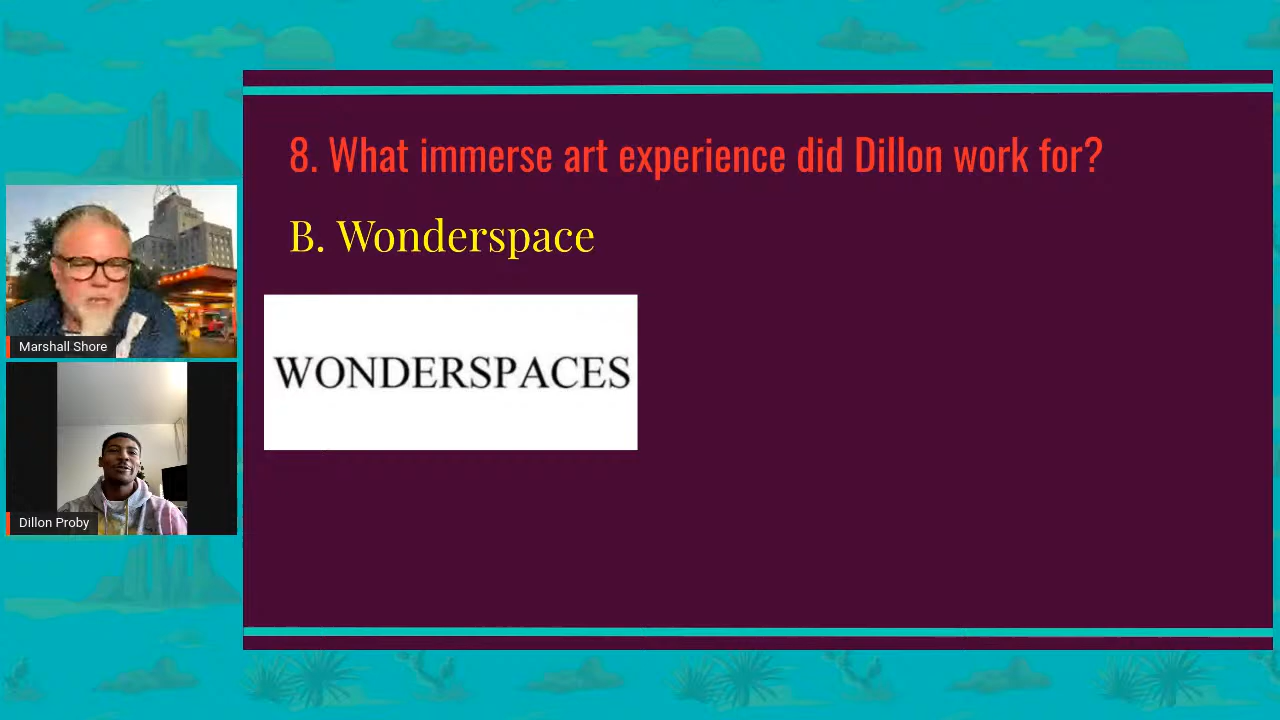 8. What immerse art experience did Dillon work for?
B. Wonderspace
WONDERSPACES
Marshall Shore
Dillon Proby